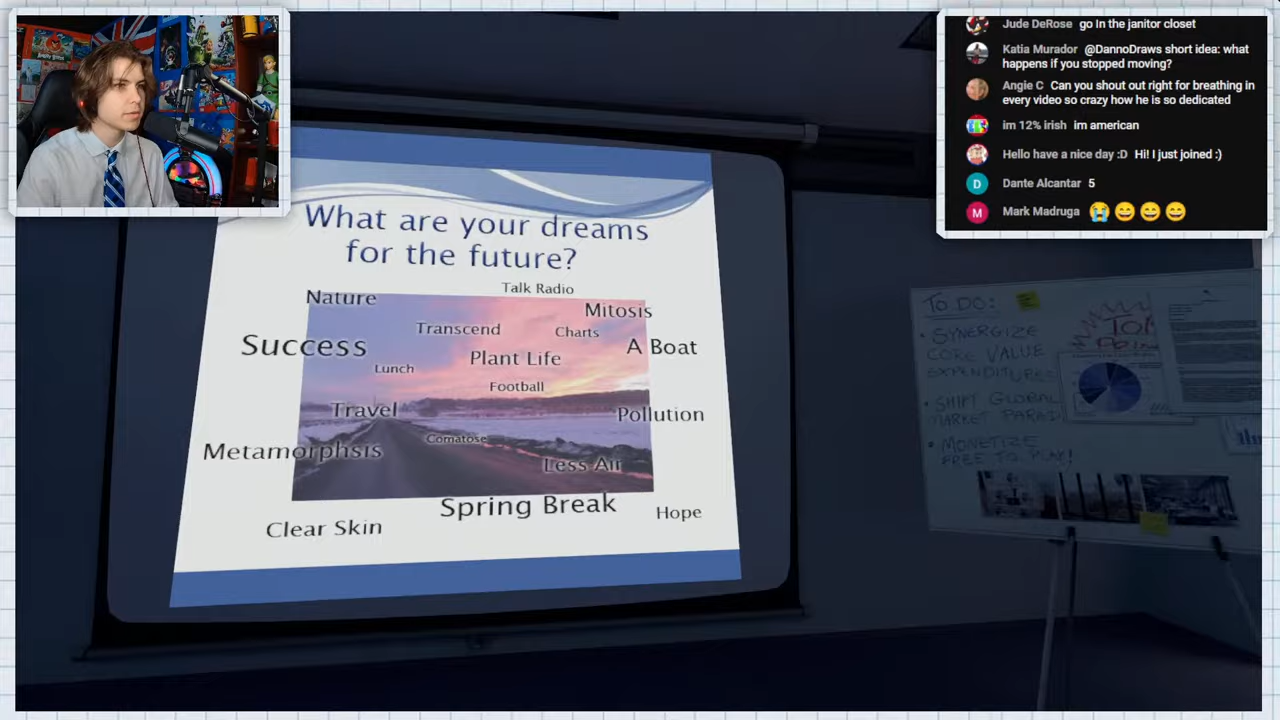 Jude DeRose go In the janitor closet
Katia Murador @DannoDraws short idea: what
happens if you stopped moving?
Angie C Can you shout out right for breathing in
every video so crazy how he is so dedicated
im 12% irish im american
Hello have a nice day :D Hi! I just joined :)
D
Dante Alcantar 5
M
Mark Madruga 😭😄😄😄
What are your dreams
for the future?
Talk Radio
Nature
Mitosis
Transcend
Charts
Success
A Boat
Plant Life
Lunch
Football
Travel
Pollution
Comatose
Metamorphsis
Less Air
Spring Break
Hope
Clear Skin
TO DO:
• SYNERGIZE
CORE VALUE
EXPENDITURES
• SHIFT GLOBAL
MARKET PARAD
• MONETIZE
FREE TO PLAY!